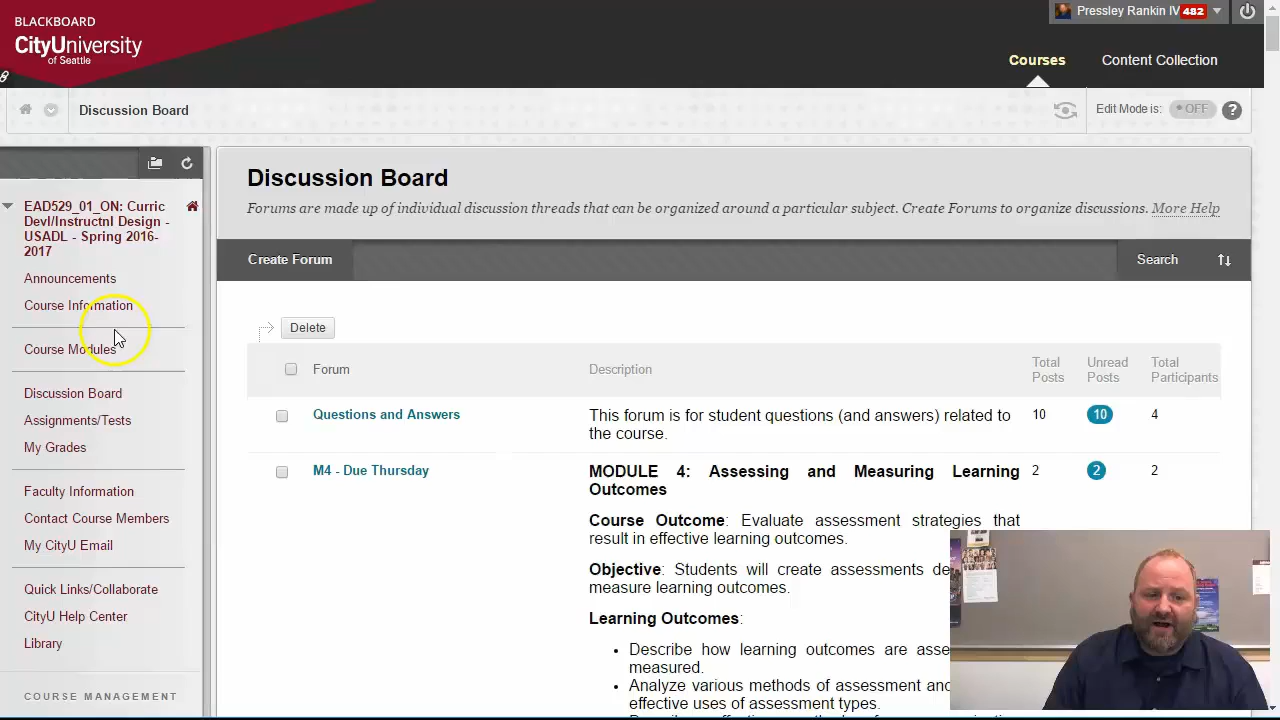 BLACKBOARD
CityUniversity
of Seattle
Pressley Rankin IV 482
Courses
Content Collection
Discussion Board
Edit Mode is: OFF ?
EAD529_01_ON: Curric
Devl/Instructnl Design -
USADL - Spring 2016-
2017
Announcements
Course Information
Course Modules
Discussion Board
Assignments/Tests
My Grades
Faculty Information
Contact Course Members
My CityU Email
Quick Links/Collaborate
CityU Help Center
Library
COURSE MANAGEMENT
Discussion Board
Forums are made up of individual discussion threads that can be organized around a particular subject. Create Forums to organize discussions. More Help
Create Forum
Search
Delete
Forum
Description
Total
Posts
Unread
Posts
Total
Participants
Questions and Answers
This forum is for student questions (and answers) related to
the course.
10
10
4
M4 - Due Thursday
MODULE 4: Assessing and Measuring Learning
Outcomes
2
2
2
Course Outcome: Evaluate assessment strategies that
result in effective learning outcomes.
Objective: Students will create assessments de
measure learning outcomes.
Learning Outcomes:
• Describe how learning outcomes are asse
measured.
• Analyze various methods of assessment and
effective uses of assessment types.